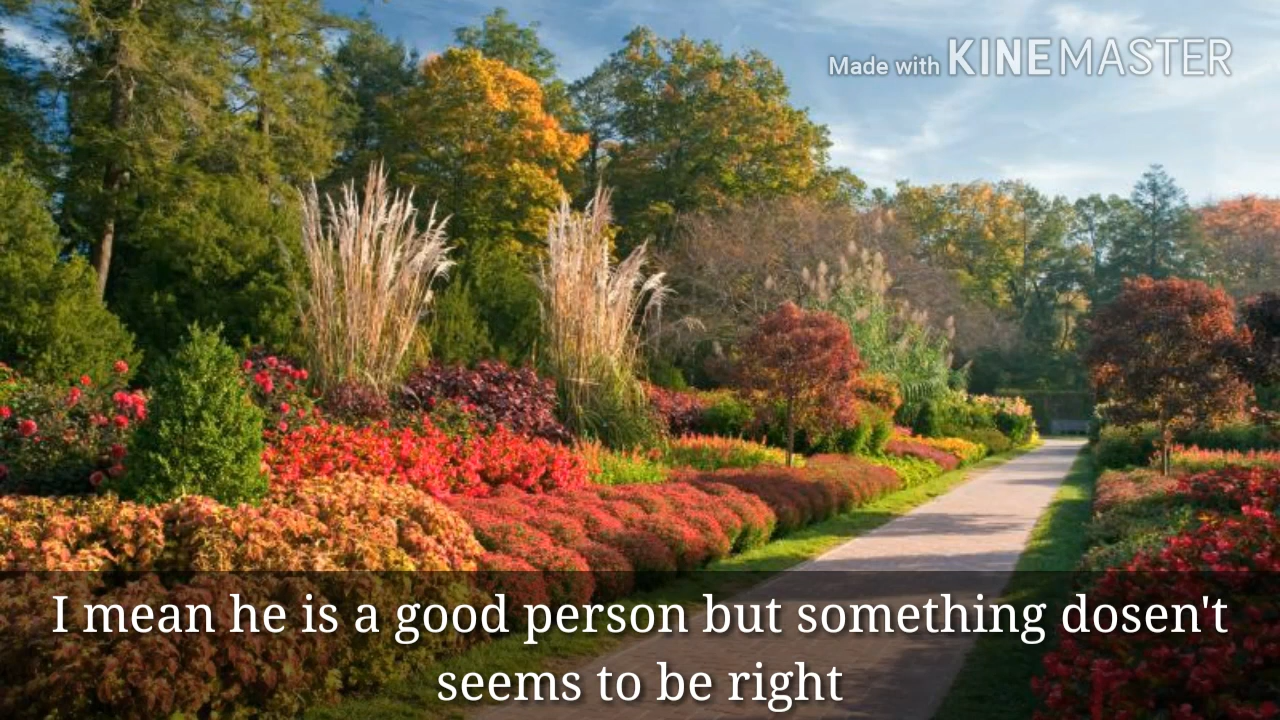 Made with KINEMASTER
I mean he is a good person but something dosen't
seems to be right